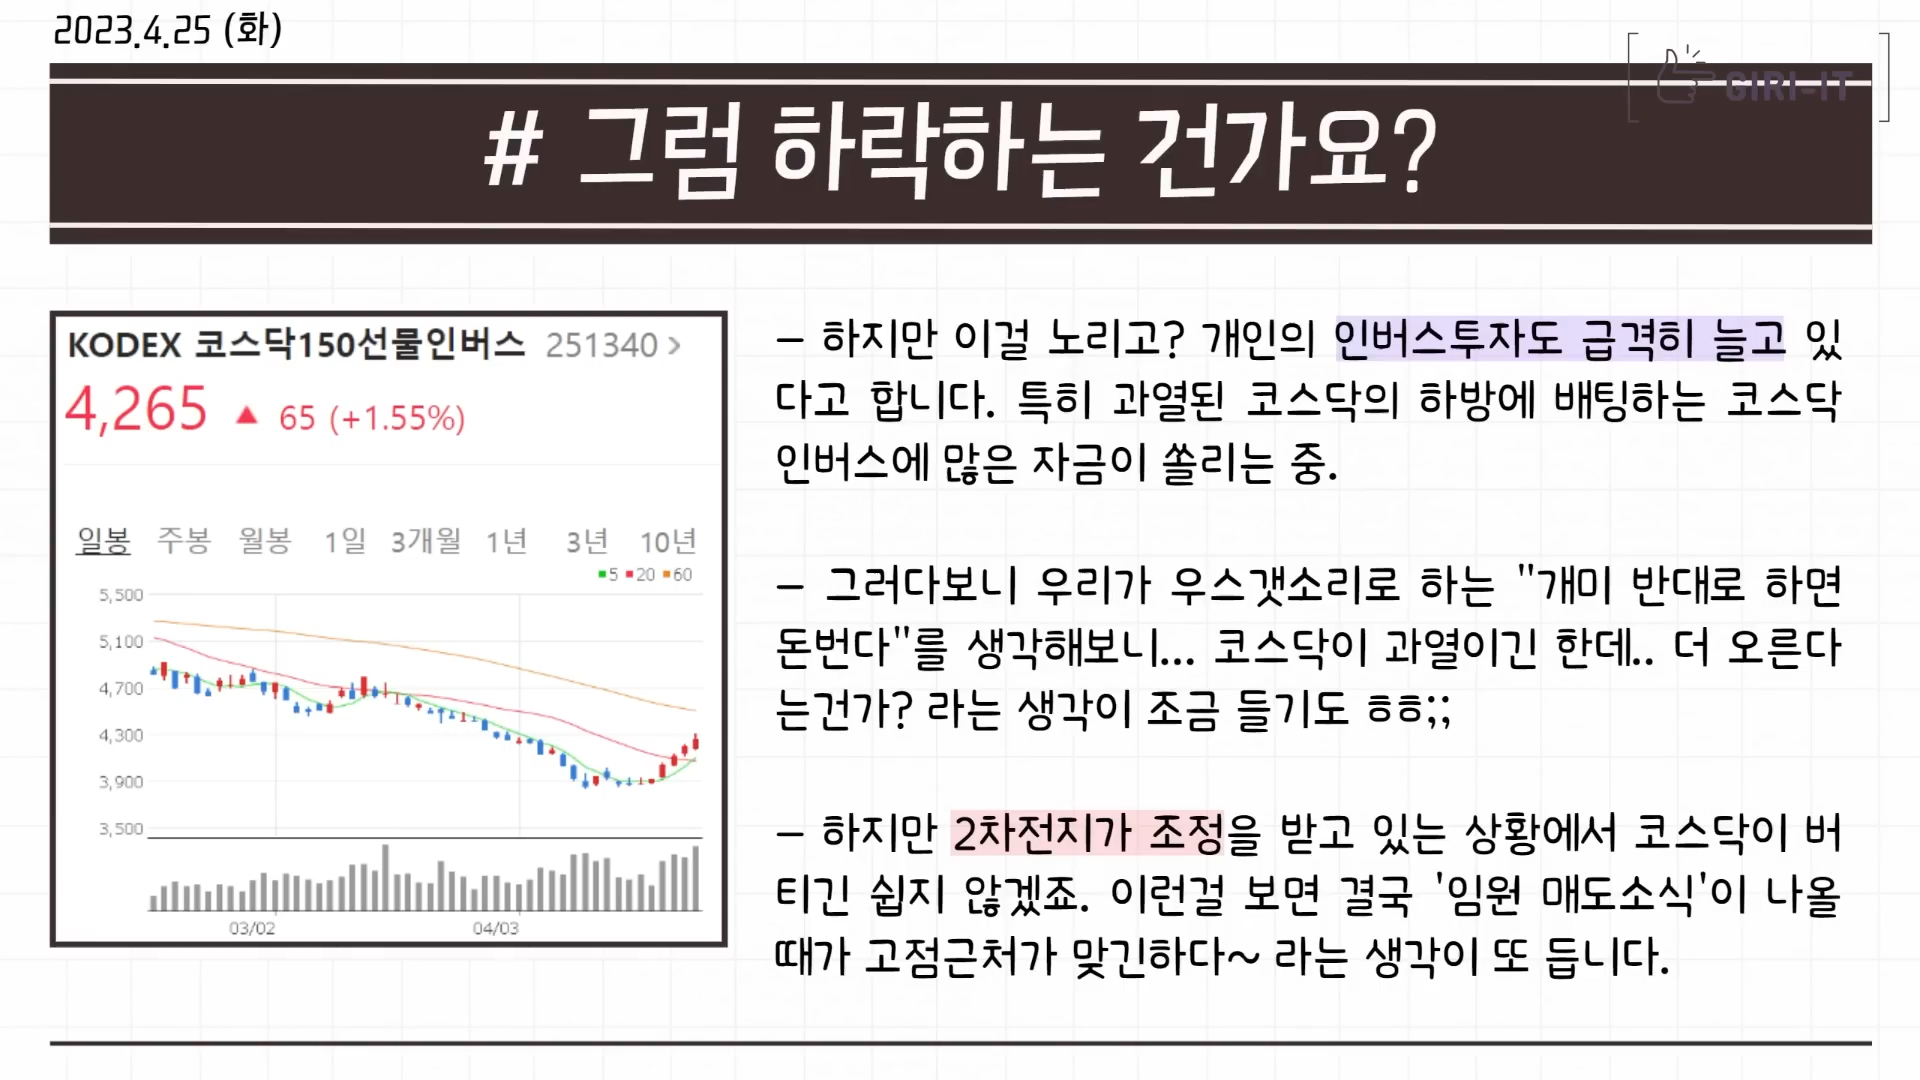 2023.4.25 (화)
GIRI-IT
# 그럼 하락하는 건가요?
KODEX 코스닥150선물인버스 251340 >
4,265 ▲ 65 (+1.55%)
일봉 주봉 월봉 1일 3개월 1년 3년 10년
5 20 60
5,500
5,100
4,700
4,300
3,900
3,500
03/02 04/03
– 하지만 이걸 노리고? 개인의 인버스투자도 급격히 늘고 있
다고 합니다. 특히 과열된 코스닥의 하방에 배팅하는 코스닥
인버스에 많은 자금이 쏠리는 중.
– 그러다보니 우리가 우스갯소리로 하는 "개미 반대로 하면
돈번다"를 생각해보니... 코스닥이 과열이긴 한데.. 더 오른다
는건가? 라는 생각이 조금 들기도 ㅎㅎ;;
– 하지만 2차전지가 조정을 받고 있는 상황에서 코스닥이 버
티긴 쉽지 않겠죠. 이런걸 보면 결국 '임원 매도소식'이 나올
때가 고점근처가 맞긴하다~ 라는 생각이 또 듭니다.